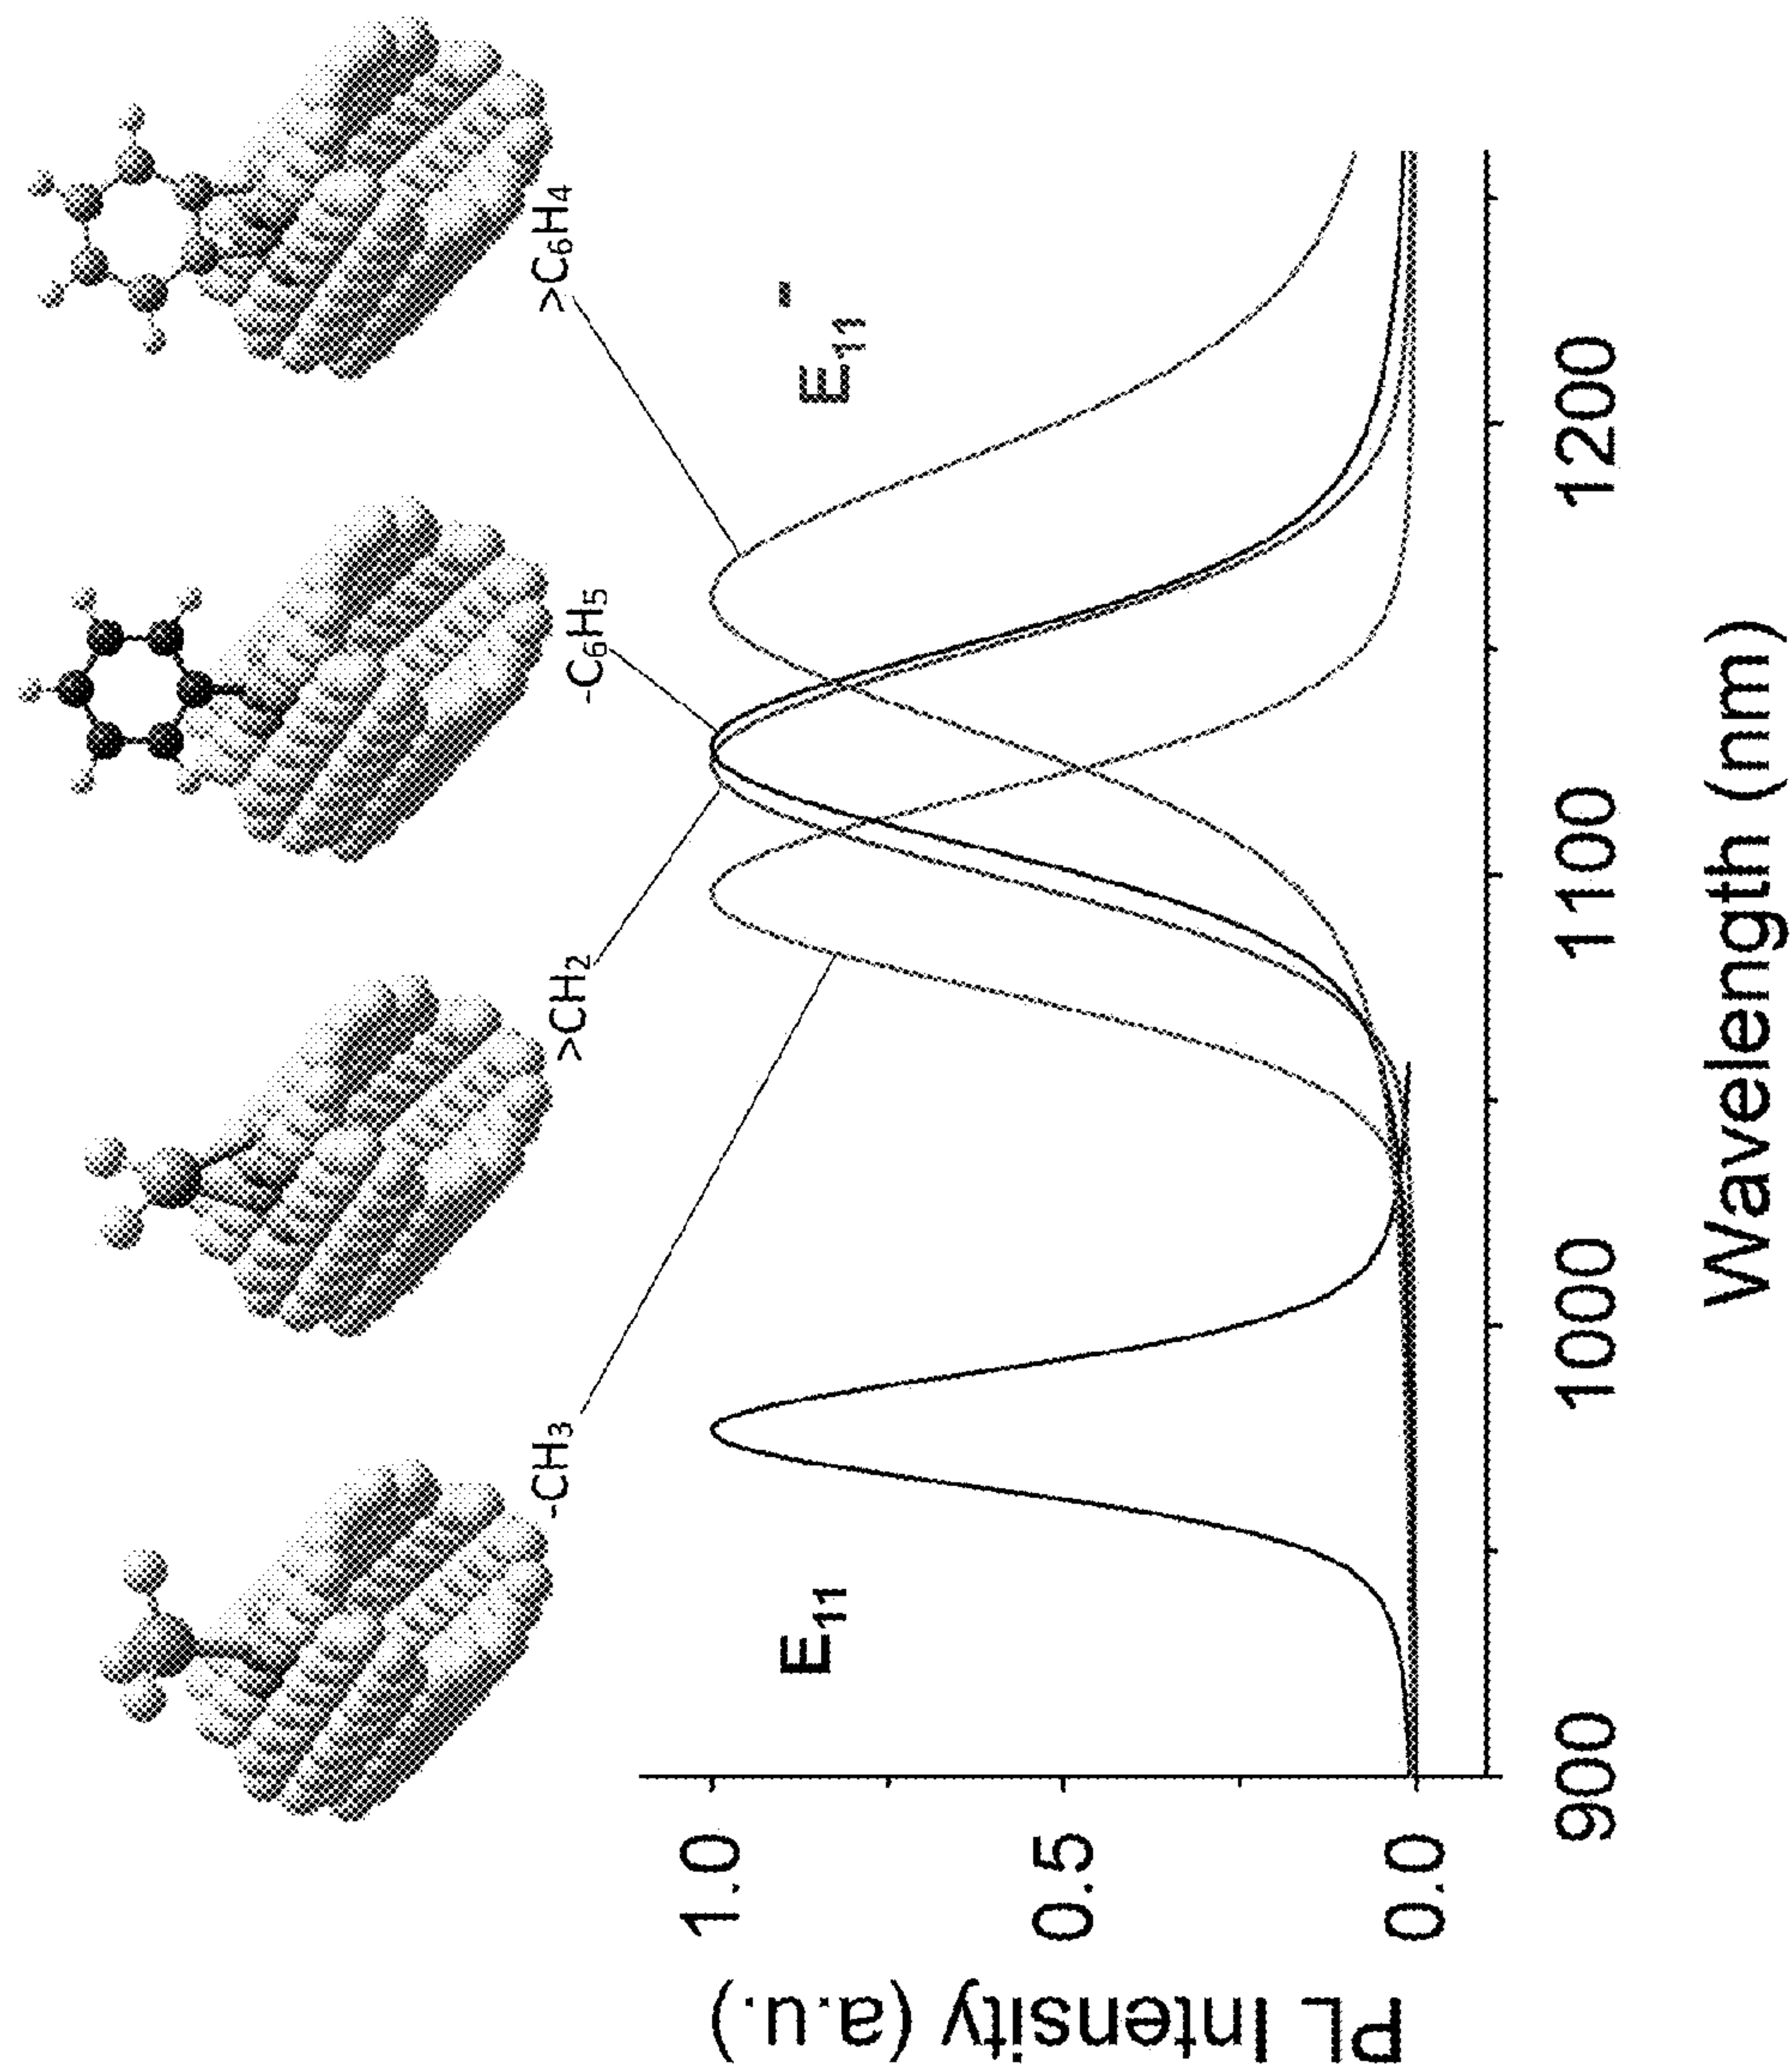 -CH₃
>CH₂
-C₆H₅
>C₆H₄
E₁₁
E₁₁⁻
PL Intensity (a.u.)
1.0
0.5
0.0
900
1000
1100
1200
Wavelength (nm)